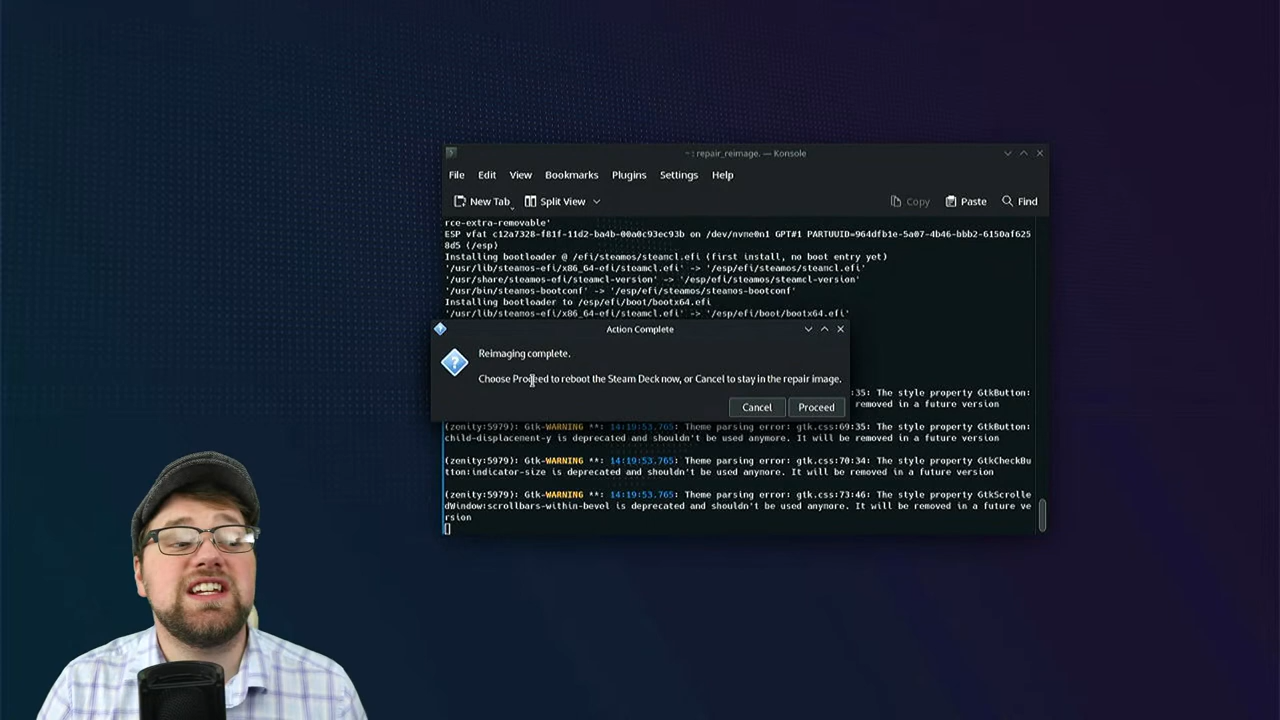 ~ : repair_reimage. — Konsole
File Edit View Bookmarks Plugins Settings Help
New Tab Split View Copy Paste Find
rce-extra-removable'
ESP vfat c12a7328-f81f-11d2-ba4b-00a0c93ec93b on /dev/nvme0n1 GPT#1 PARTUUID=964dfb1e-5a07-4b46-bbb2-6150af625
8d5 (/esp)
Installing bootloader @ /efi/steamos/steamcl.efi (first install, no boot entry yet)
'/usr/lib/steamos-efi/x86_64-efi/steamcl.efi' -> '/esp/efi/steamos/steamcl.efi'
'/usr/share/steamos-efi/steamcl-version' -> '/esp/efi/steamos/steamcl-version'
'/usr/bin/steamos-bootconf' -> '/esp/efi/steamos/steamos-bootconf'
Installing bootloader to /esp/efi/boot/bootx64.efi
'/usr/lib/steamos-efi/x86_64-efi/steamcl.efi' -> '/esp/efi/boot/bootx64.efi'
Action Complete
Reimaging complete.
Choose Proceed to reboot the Steam Deck now, or Cancel to stay in the repair image.
Cancel Proceed
:35: The style property GtkButton:
removed in a future version
(zenity:5979): Gtk-WARNING **: 14:19:53.765: Theme parsing error: gtk.css:69:35: The style property GtkButton:
child-displacement-y is deprecated and shouldn't be used anymore. It will be removed in a future version
(zenity:5979): Gtk-WARNING **: 14:19:53.765: Theme parsing error: gtk.css:70:34: The style property GtkCheckBu
tton:indicator-size is deprecated and shouldn't be used anymore. It will be removed in a future version
(zenity:5979): Gtk-WARNING **: 14:19:53.765: Theme parsing error: gtk.css:73:46: The style property GtkScrolle
dWindow:scrollbars-within-bevel is deprecated and shouldn't be used anymore. It will be removed in a future ve
rsion